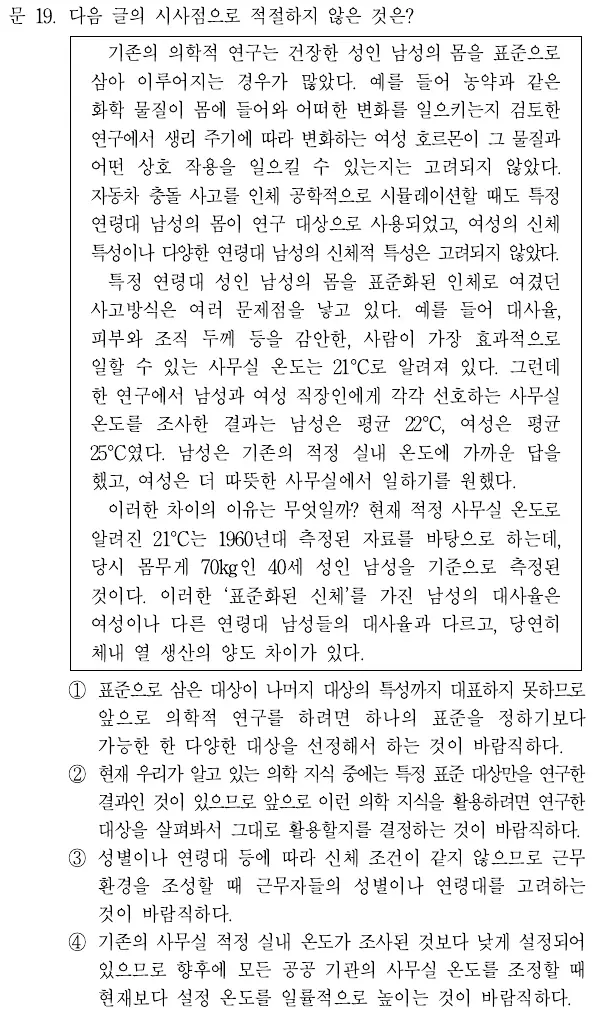 문 19. 다음 글의 시사점으로 적절하지 않은 것은?
기존의 의학적 연구는 건장한 성인 남성의 몸을 표준으로
삼아 이루어지는 경우가 많았다. 예를 들어 농약과 같은
화학 물질이 몸에 들어와 어떠한 변화를 일으키는지 검토한
연구에서 생리 주기에 따라 변화하는 여성 호르몬이 그 물질과
어떤 상호 작용을 일으킬 수 있는지는 고려되지 않았다.
자동차 충돌 사고를 인체 공학적으로 시뮬레이션할 때도 특정
연령대 남성의 몸이 연구 대상으로 사용되었고, 여성의 신체
특성이나 다양한 연령대 남성의 신체적 특성은 고려되지 않았다.
특정 연령대 성인 남성의 몸을 표준화된 인체로 여겼던
사고방식은 여러 문제점을 낳고 있다. 예를 들어 대사율,
피부와 조직 두께 등을 감안한, 사람이 가장 효과적으로
일할 수 있는 사무실 온도는 21℃로 알려져 있다. 그런데
한 연구에서 남성과 여성 직장인에게 각각 선호하는 사무실
온도를 조사한 결과는 남성은 평균 22℃, 여성은 평균
25℃였다. 남성은 기존의 적정 실내 온도에 가까운 답을
했고, 여성은 더 따뜻한 사무실에서 일하기를 원했다.
이러한 차이의 이유는 무엇일까? 현재 적정 사무실 온도로
알려진 21℃는 1960년대 측정된 자료를 바탕으로 하는데,
당시 몸무게 70kg인 40세 성인 남성을 기준으로 측정된
것이다. 이러한 ‘표준화된 신체’를 가진 남성의 대사율은
여성이나 다른 연령대 남성들의 대사율과 다르고, 당연히
체내 열 생산의 양도 차이가 있다.
① 표준으로 삼은 대상이 나머지 대상의 특성까지 대표하지 못하므로
앞으로 의학적 연구를 하려면 하나의 표준을 정하기보다
가능한 한 다양한 대상을 선정해서 하는 것이 바람직하다.
② 현재 우리가 알고 있는 의학 지식 중에는 특정 표준 대상만을 연구한
결과인 것이 있으므로 앞으로 이런 의학 지식을 활용하려면 연구한
대상을 살펴봐서 그대로 활용할지를 결정하는 것이 바람직하다.
③ 성별이나 연령대 등에 따라 신체 조건이 같지 않으므로 근무
환경을 조성할 때 근무자들의 성별이나 연령대를 고려하는
것이 바람직하다.
④ 기존의 사무실 적정 실내 온도가 조사된 것보다 낮게 설정되어
있으므로 향후에 모든 공공 기관의 사무실 온도를 조정할 때
현재보다 설정 온도를 일률적으로 높이는 것이 바람직하다.